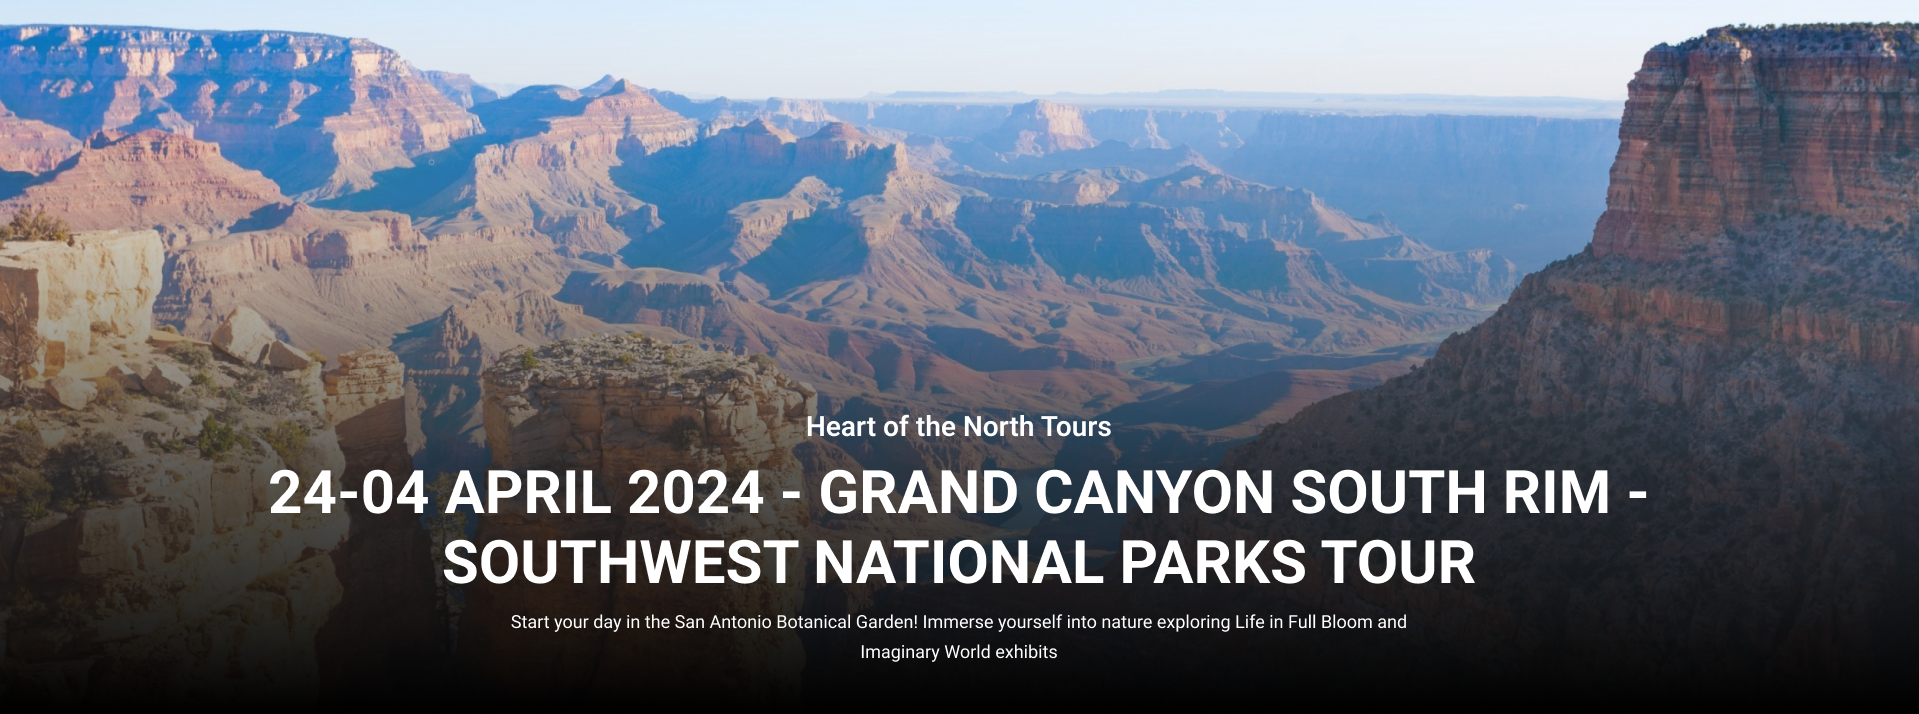 Heart of the North Tours
24-04 APRIL 2024 - GRAND CANYON SOUTH RIM -
SOUTHWEST NATIONAL PARKS TOUR
Start your day in the San Antonio Botanical Garden! Immerse yourself into nature exploring Life in Full Bloom and
Imaginary World exhibits